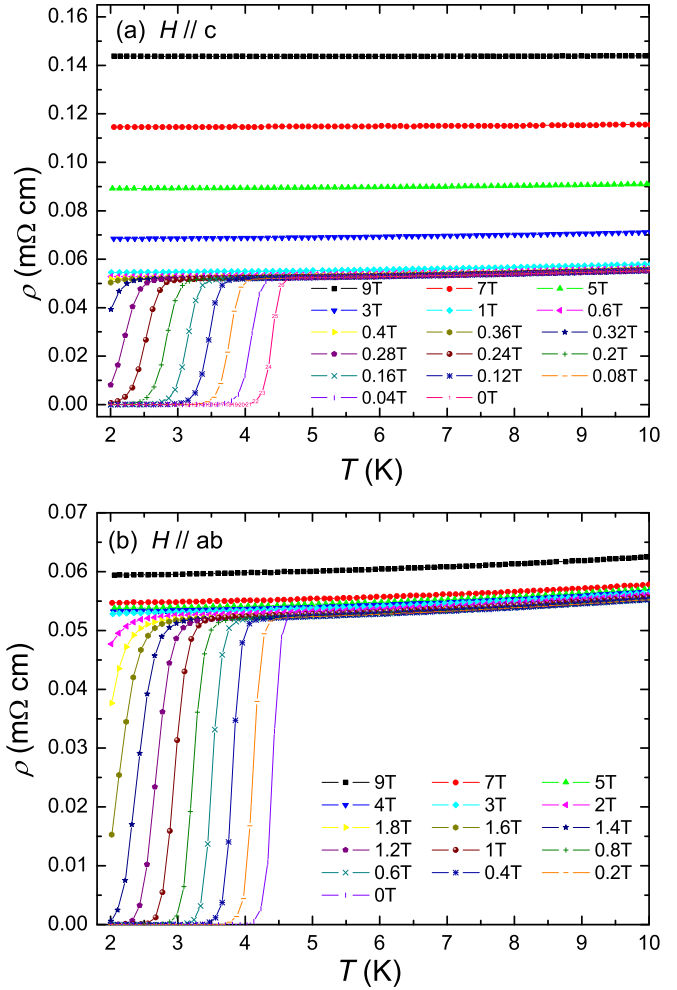 (a) H // c
0.16
0.14
0.12
0.10
0.08
0.06
0.04
0.02
0.00
ρ (mΩ cm)
9T 7T 5T
3T 1T 0.6T
0.4T 0.36T 0.32T
0.28T 0.24T 0.2T
0.16T 0.12T 0.08T
0.04T 0T
2 3 4 5 6 7 8 9 10
T (K)
(b) H // ab
0.07
0.06
0.05
0.04
0.03
0.02
0.01
0.00
ρ (mΩ cm)
9T 7T 5T
4T 3T 2T
1.8T 1.6T 1.4T
1.2T 1T 0.8T
0.6T 0.4T 0.2T
0T
2 3 4 5 6 7 8 9 10
T (K)